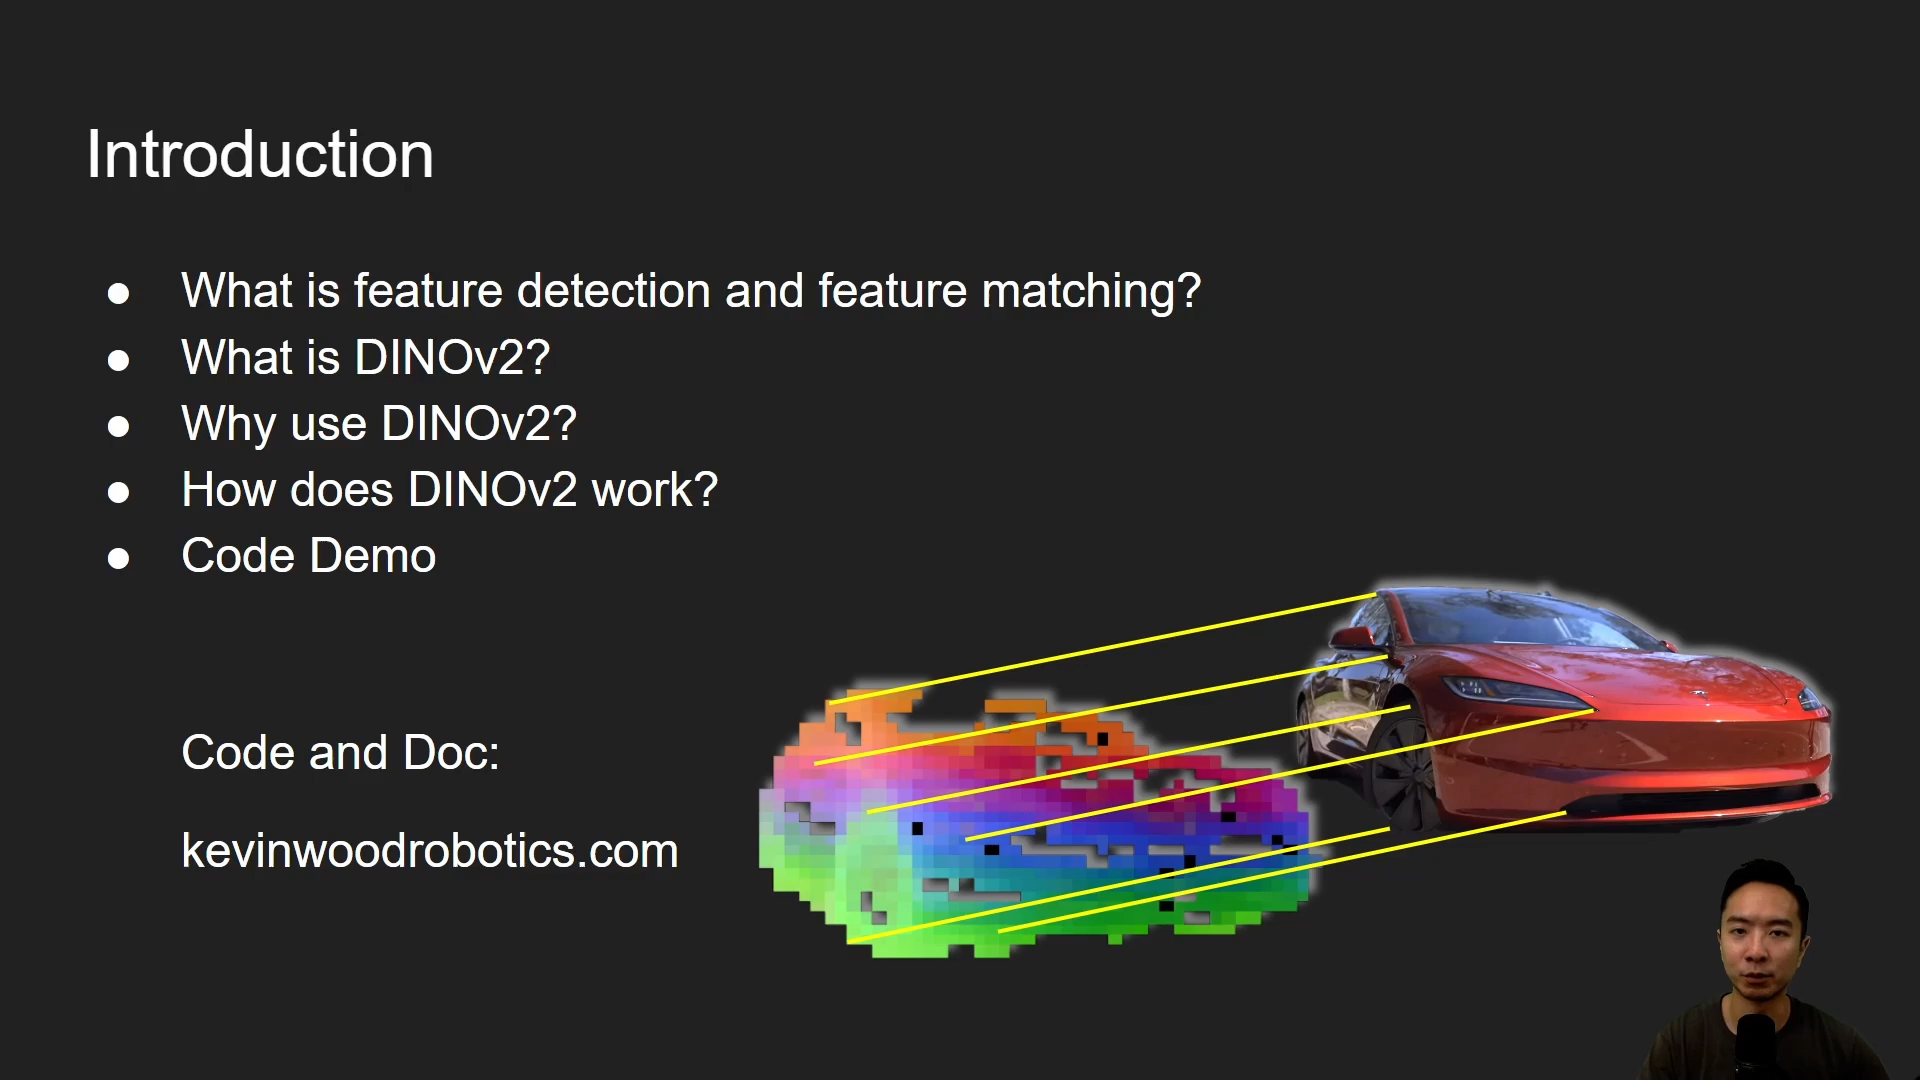 Introduction
● What is feature detection and feature matching?
● What is DINOv2?
● Why use DINOv2?
● How does DINOv2 work?
● Code Demo
Code and Doc:
kevinwoodrobotics.com